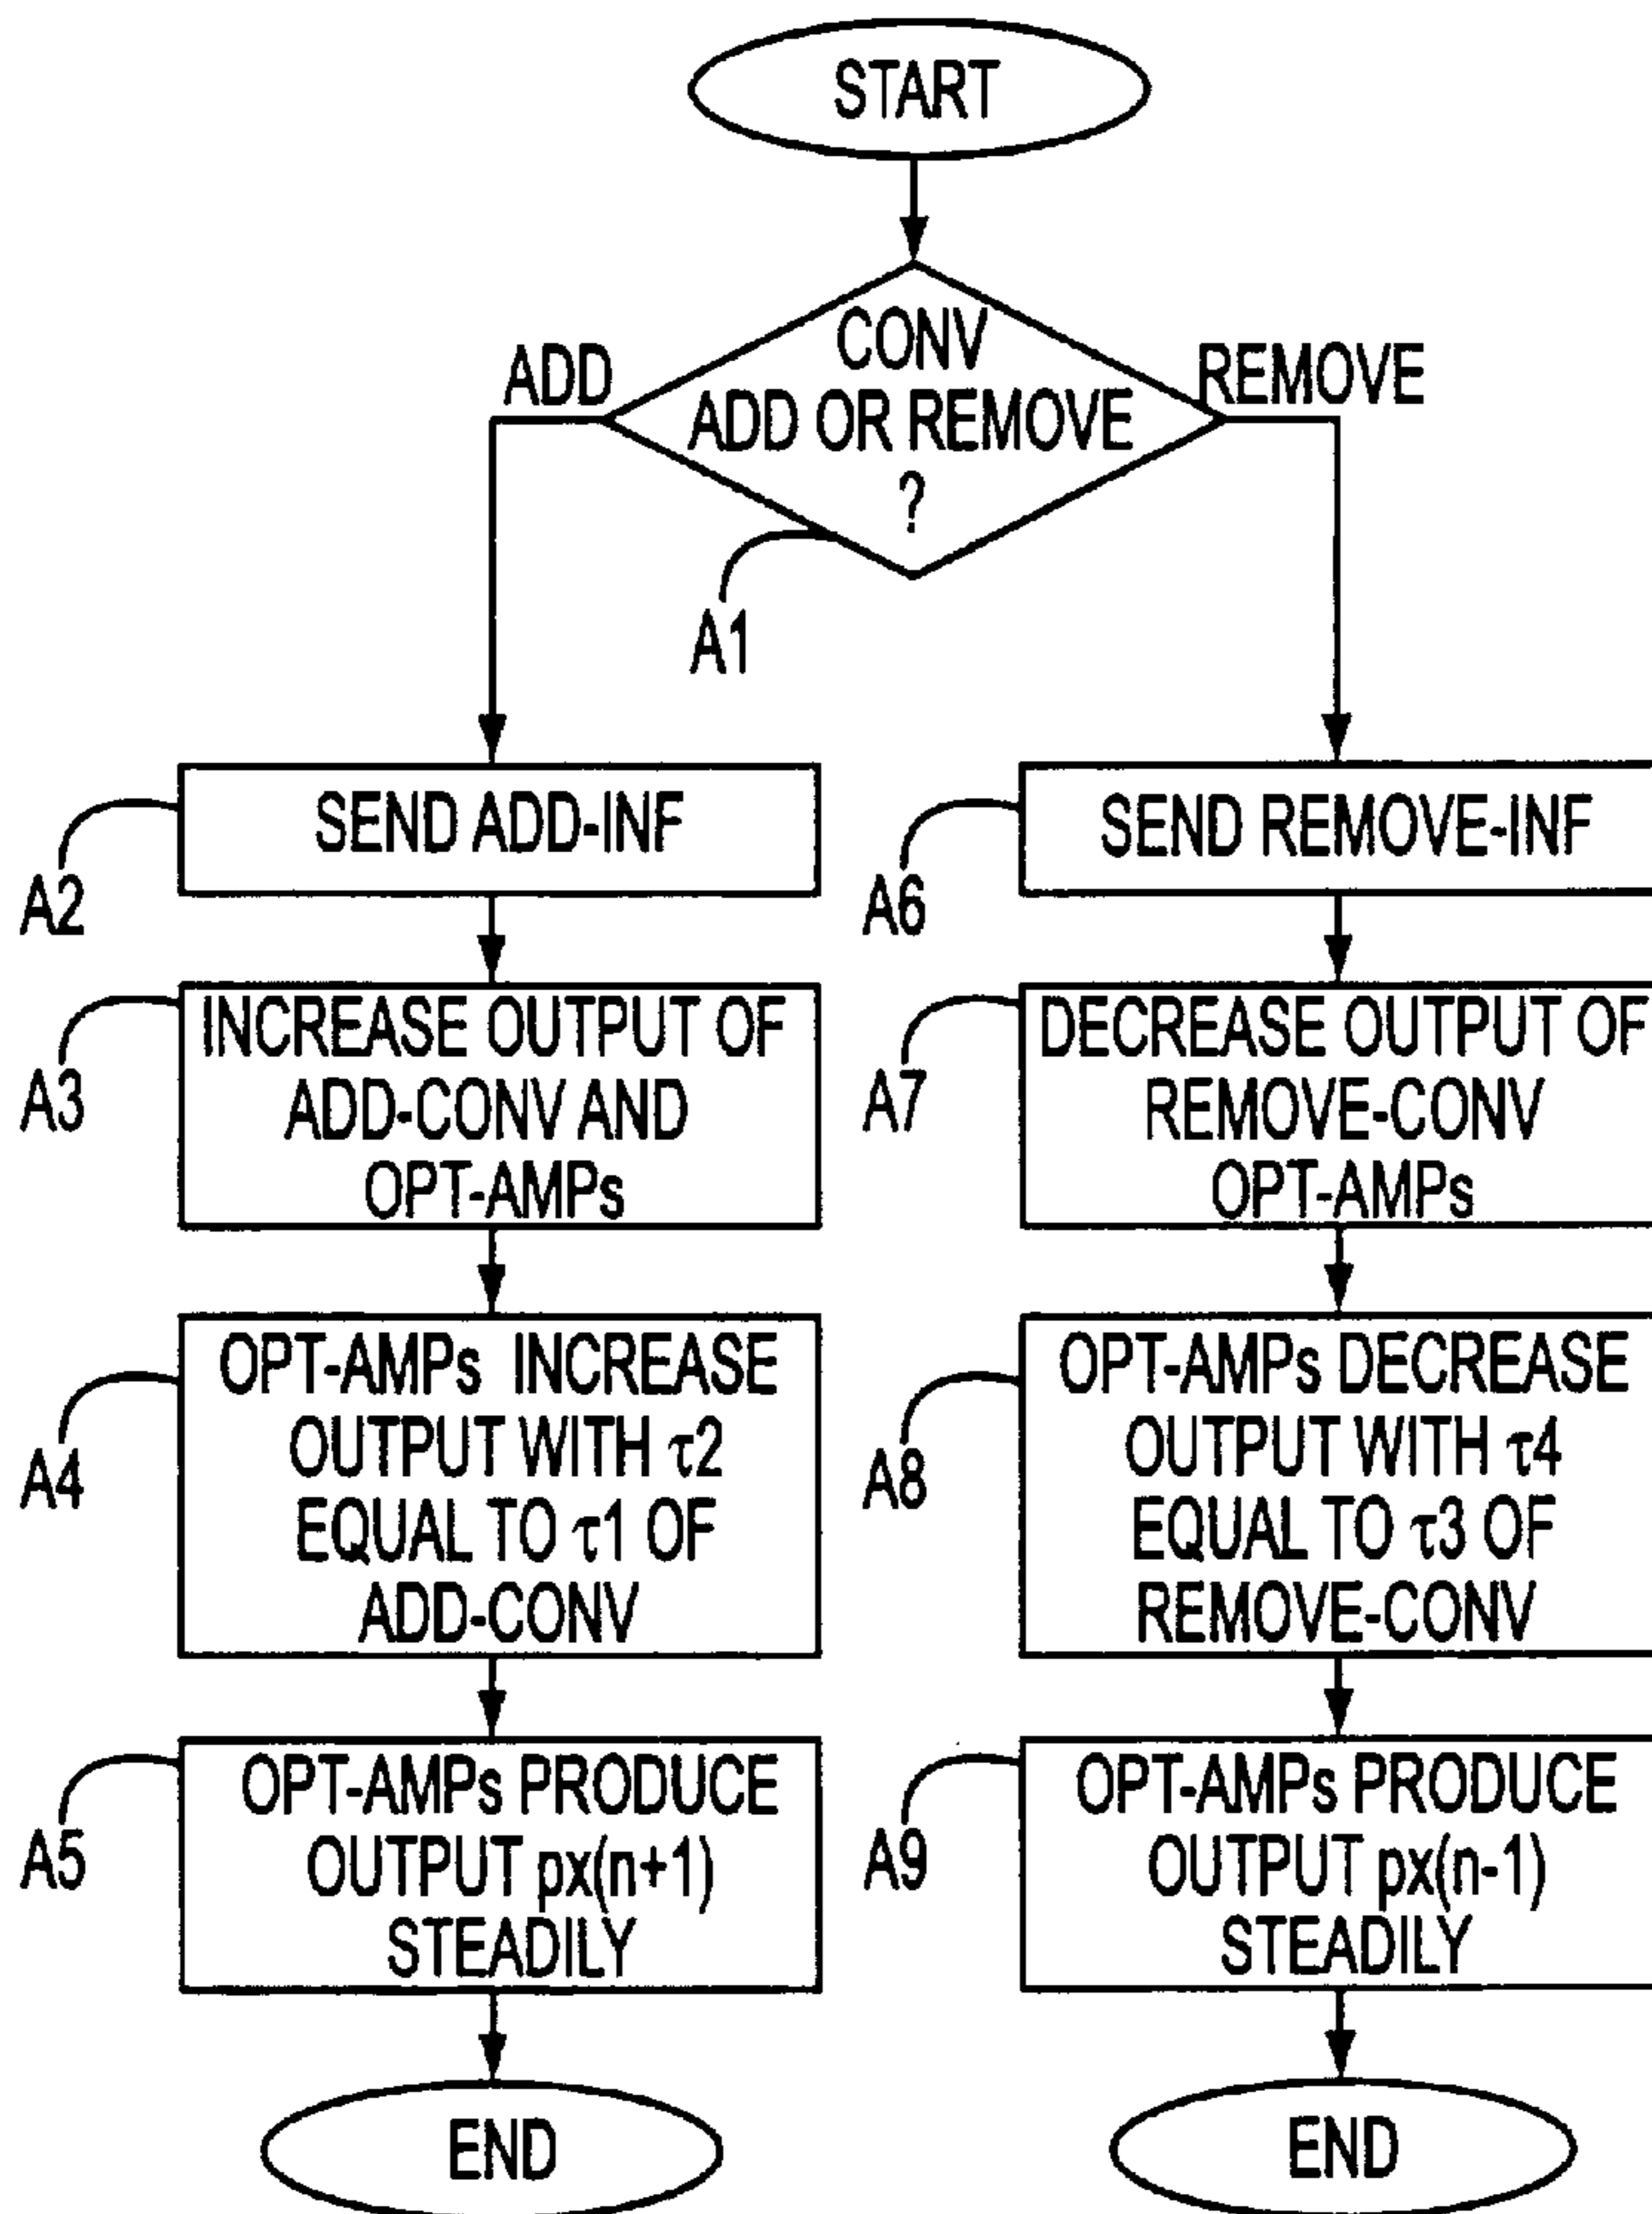 START
CONV
ADD OR REMOVE
?
ADD
REMOVE
A1
SEND ADD-INF
A2
INCREASE OUTPUT OF
ADD-CONV AND
OPT-AMPs
A3
OPT-AMPs INCREASE
OUTPUT WITH τ2
EQUAL TO τ1 OF
ADD-CONV
A4
OPT-AMPs PRODUCE
OUTPUT px(n+1)
STEADILY
A5
END
SEND REMOVE-INF
A6
DECREASE OUTPUT OF
REMOVE-CONV
OPT-AMPs
A7
OPT-AMPs DECREASE
OUTPUT WITH τ4
EQUAL TO τ3 OF
REMOVE-CONV
A8
OPT-AMPs PRODUCE
OUTPUT px(n-1)
STEADILY
A9
END